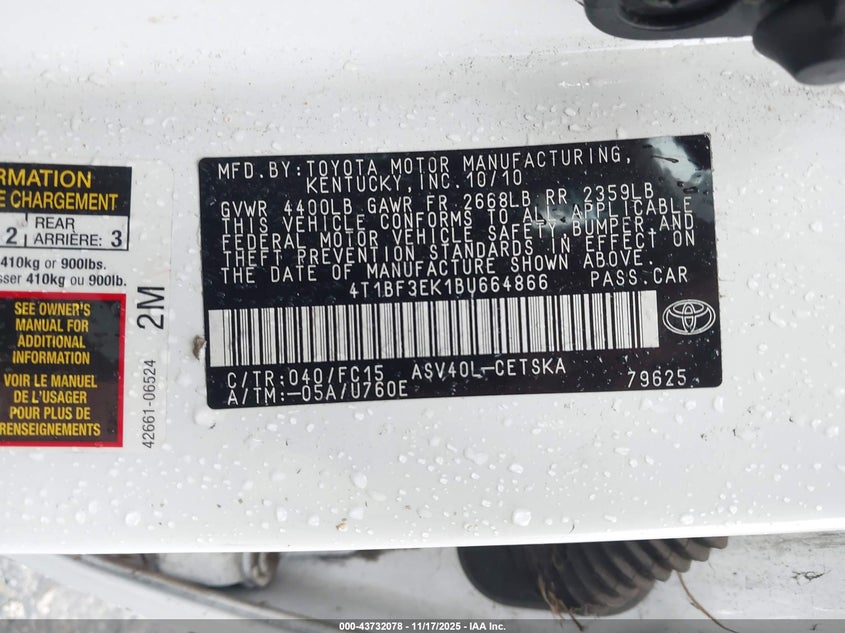 RMATION
E CHARGEMENT
2 REAR ARRIÈRE: 3
410kg or 900lbs.
sser 410kg ou 900lb.
SEE OWNER'S
MANUAL FOR
ADDITIONAL
INFORMATION
VOIR LE MANUEL
DE L'USAGER
POUR PLUS DE
RENSEIGNEMENTS
2M
42661-06524
MFD.BY:TOYOTA MOTOR MANUFACTURING,
KENTUCKY,INC.10/10
GVWR 4400LB GAWR FR 2668LB RR 2359LB
THIS VEHICLE CONFORMS TO ALL APPLICABLE
FEDERAL MOTOR VEHICLE SAFETY,BUMPER,AND
THEFT PREVENTION STANDARDS IN EFFECT ON
THE DATE OF MANUFACTURE SHOWN ABOVE.
4T1BF3EK1BU664866 PASS.CAR
C/TR:040/FC15 ASV40L-CETSKA
A/TM:-05A/U760E 79625
000-43732078 - 11/17/2025 - IAA Inc.